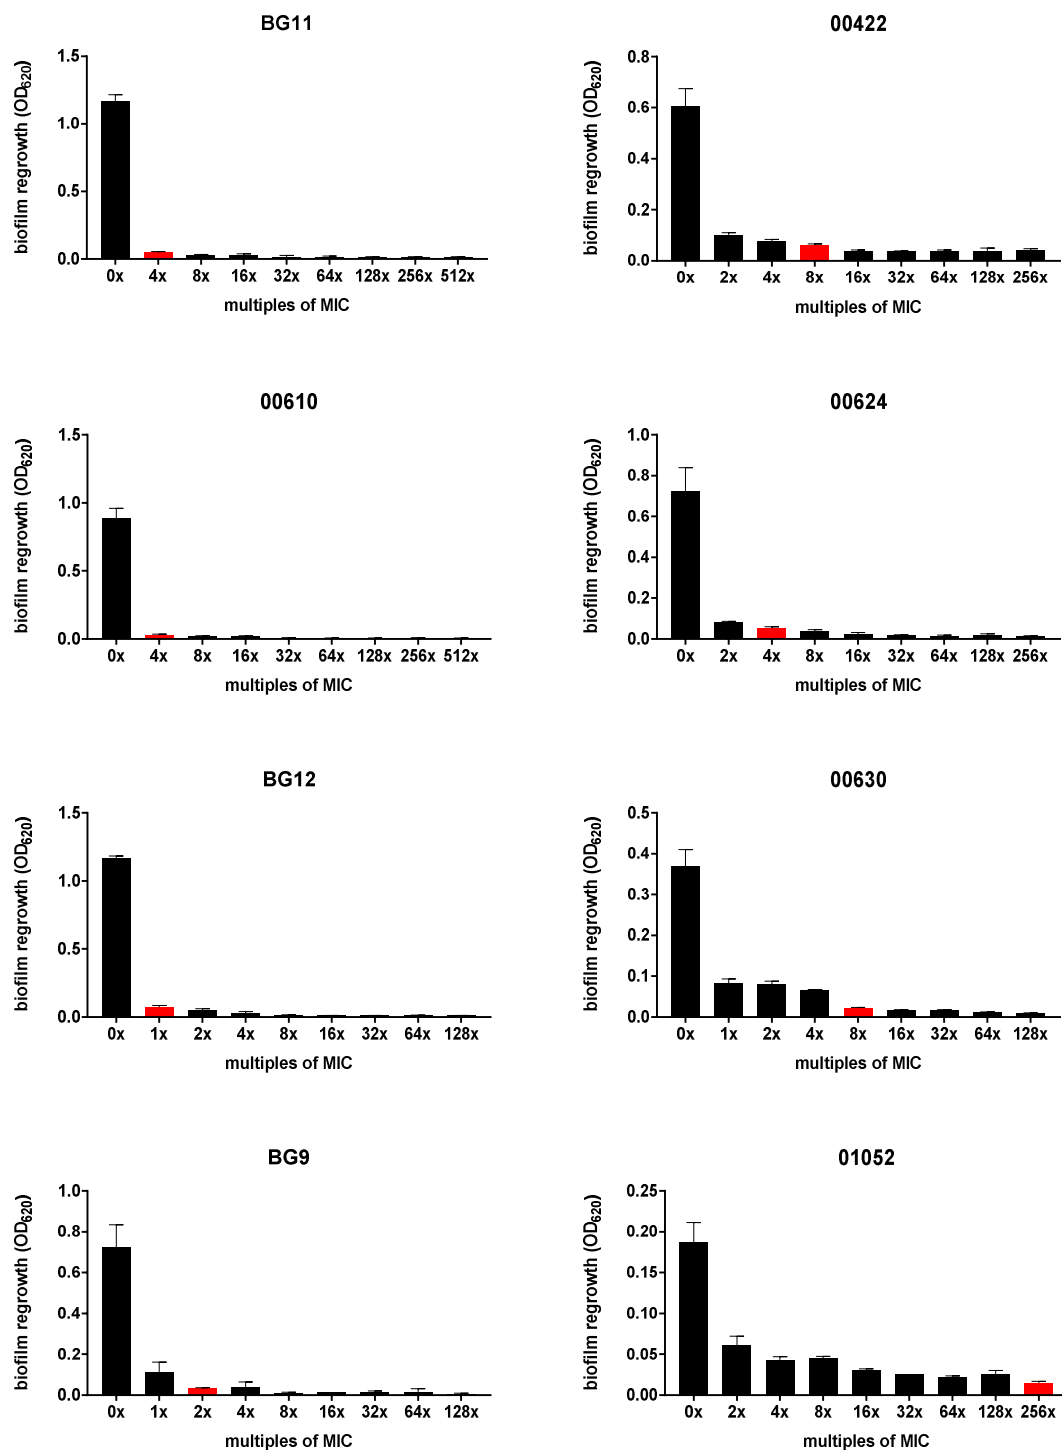 BG11
biofilm regrowth (OD620)
1.5
1.0
0.5
0.0
0x 4x 8x 16x 32x 64x 128x 256x 512x
multiples of MIC
00422
biofilm regrowth (OD620)
0.8
0.6
0.4
0.2
0.0
0x 2x 4x 8x 16x 32x 64x 128x 256x
multiples of MIC
00610
biofilm regrowth (OD620)
1.5
1.0
0.5
0.0
0x 4x 8x 16x 32x 64x 128x 256x 512x
multiples of MIC
00624
biofilm regrowth (OD620)
1.0
0.8
0.6
0.4
0.2
0.0
0x 2x 4x 8x 16x 32x 64x 128x 256x
multiples of MIC
BG12
biofilm regrowth (OD620)
1.5
1.0
0.5
0.0
0x 1x 2x 4x 8x 16x 32x 64x 128x
multiples of MIC
00630
biofilm regrowth (OD620)
0.5
0.4
0.3
0.2
0.1
0.0
0x 1x 2x 4x 8x 16x 32x 64x 128x
multiples of MIC
BG9
biofilm regrowth (OD620)
1.0
0.8
0.6
0.4
0.2
0.0
0x 1x 2x 4x 8x 16x 32x 64x 128x
multiples of MIC
01052
biofilm regrowth (OD620)
0.25
0.20
0.15
0.10
0.05
0.00
0x 2x 4x 8x 16x 32x 64x 128x 256x
multiples of MIC